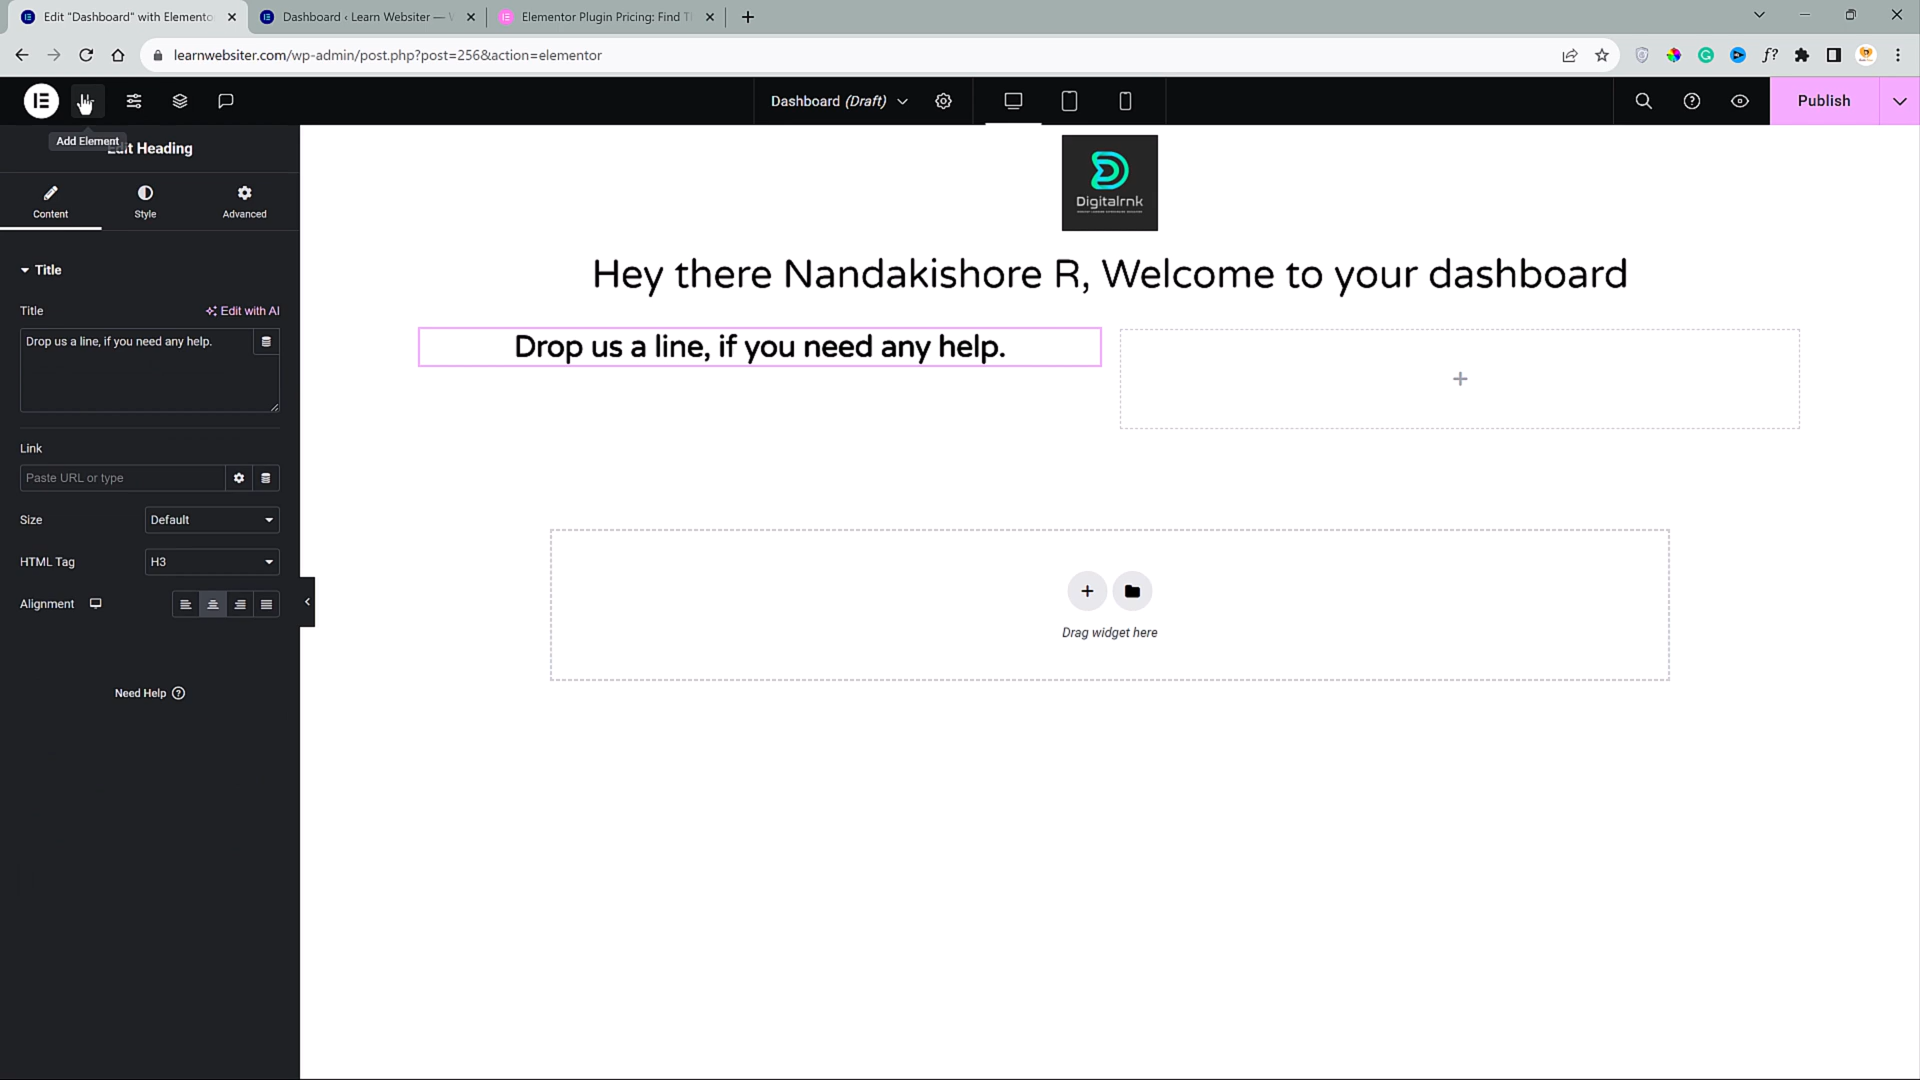 Edit "Dashboard" with Elemento
Dashboard ‹ Learn Websiter —
Elementor Plugin Pricing: Find T
learnwebsiter.com/wp-admin/post.php?post=256&action=elementor
Dashboard (Draft)
Publish
Add Element
Edit Heading
Content
Style
Advanced
Title
Title
Edit with AI
Drop us a line, if you need any help.
Link
Paste URL or type
Size
Default
HTML Tag
H3
Alignment
Need Help
Digitalrnk
Hey there Nandakishore R, Welcome to your dashboard
Drop us a line, if you need any help.
Drag widget here